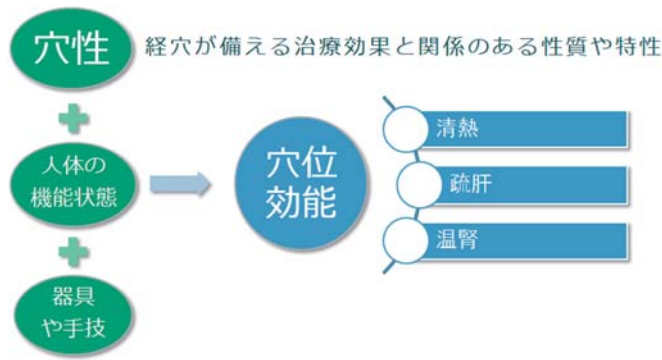 穴性
経穴が備える治療効果と関係のある性質や特性
人体の
機能状態
器具
や手技
穴位
効能
清熱
疏肝
温腎